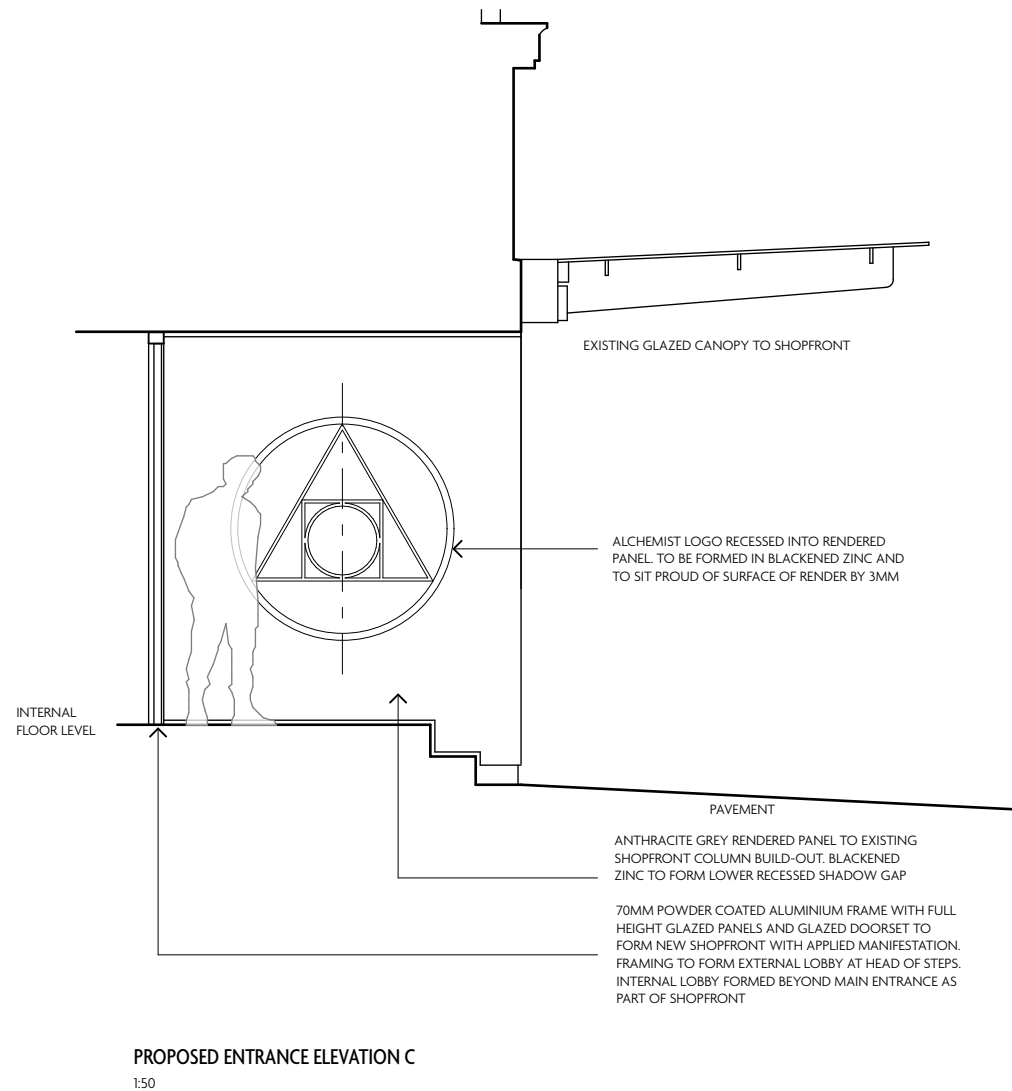 EXISTING GLAZED CANOPY TO SHOPFRONT
ALCHEMIST LOGO RECESSED INTO RENDERED
PANEL. TO BE FORMED IN BLACKENED ZINC AND
TO SIT PROUD OF SURFACE OF RENDER BY 3MM
INTERNAL
FLOOR LEVEL
PAVEMENT
ANTHRACITE GREY RENDERED PANEL TO EXISTING
SHOPFRONT COLUMN BUILD-OUT. BLACKENED
ZINC TO FORM LOWER RECESSED SHADOW GAP
70MM POWDER COATED ALUMINIUM FRAME WITH FULL
HEIGHT GLAZED PANELS AND GLAZED DOORSET TO
FORM NEW SHOPFRONT WITH APPLIED MANIFESTATION.
FRAMING TO FORM EXTERNAL LOBBY AT HEAD OF STEPS.
INTERNAL LOBBY FORMED BEYOND MAIN ENTRANCE AS
PART OF SHOPFRONT
PROPOSED ENTRANCE ELEVATION C
1:50